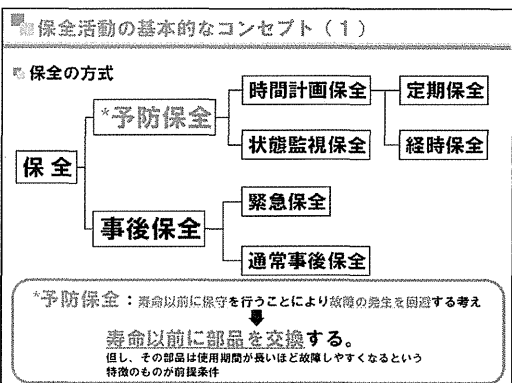 保全活動の基本的なコンセプト（１）
保全の方式
保全
*予防保全
時間計画保全
定期保全
状態監視保全
経時保全
事後保全
緊急保全
通常事後保全
*予防保全：寿命以前に保守を行うことにより故障の発生を回避する考え
寿命以前に部品を交換する。
但し、その部品は使用期間が長いほど故障しやすくなるという
特徴のものが前提条件